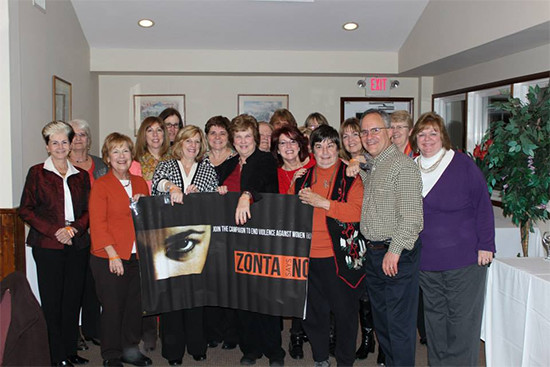 EXIT
JOIN THE CAMPAIGN TO END VIOLENCE AGAINST WOMEN
ZONTA SAYS NO